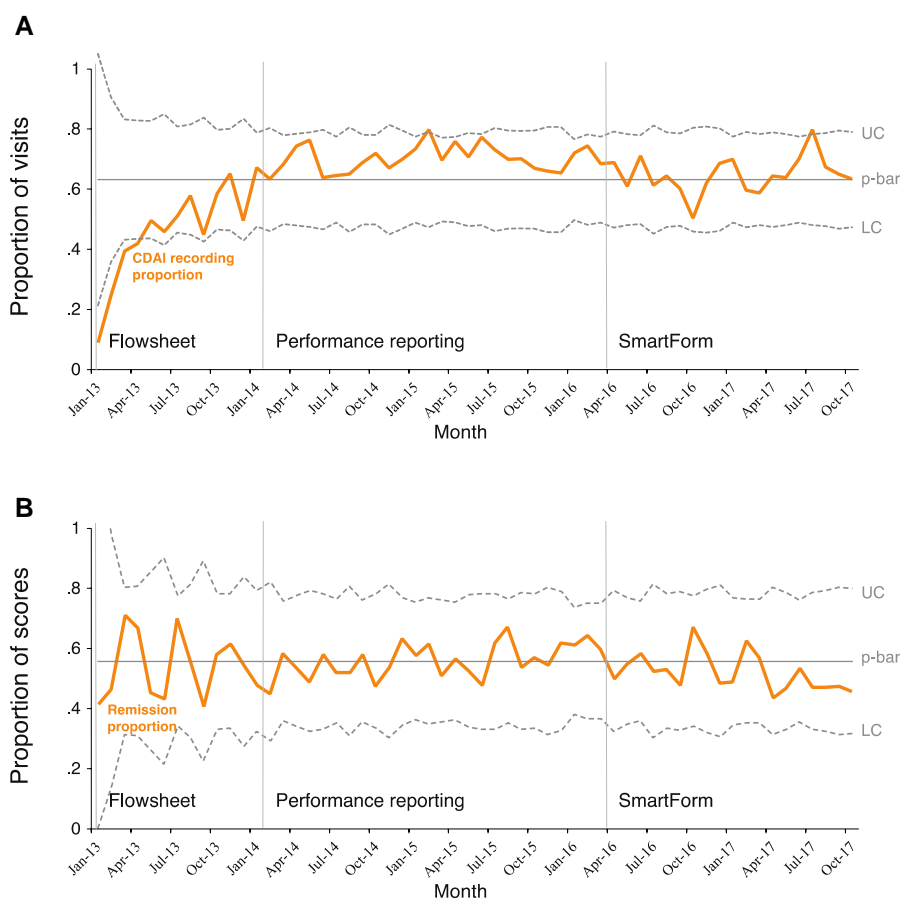 A
Proportion of visits
1
.8
.6
.4
.2
0
UC
p-bar
LC
CDAI recording
proportion
Flowsheet
Performance reporting
SmartForm
Jan-13
Apr-13
Jul-13
Oct-13
Jan-14
Apr-14
Jul-14
Oct-14
Jan-15
Apr-15
Jul-15
Oct-15
Jan-16
Apr-16
Jul-16
Oct-16
Jan-17
Apr-17
Jul-17
Oct-17
Month
B
Proportion of scores
1
.8
.6
.4
.2
0
UC
p-bar
LC
Remission
proportion
Flowsheet
Performance reporting
SmartForm
Jan-13
Apr-13
Jul-13
Oct-13
Jan-14
Apr-14
Jul-14
Oct-14
Jan-15
Apr-15
Jul-15
Oct-15
Jan-16
Apr-16
Jul-16
Oct-16
Jan-17
Apr-17
Jul-17
Oct-17
Month